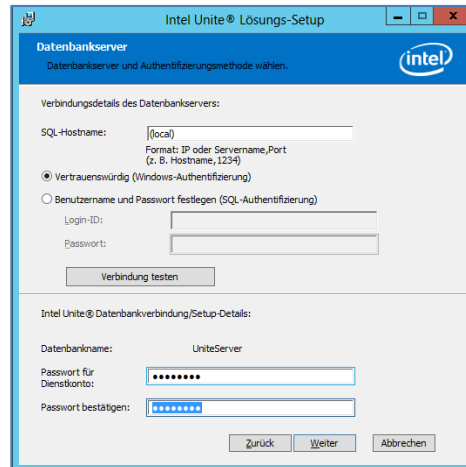 Intel Unite® Lösungs-Setup
Datenbankserver
Datenbankserver und Authentifizierungsmethode wählen.
intel
Verbindungsdetails des Datenbankservers:
SQL-Hostname:
(local)
Format: IP oder Servername,Port
(z. B. Hostname,1234)
Vertrauenswürdig (Windows-Authentifizierung)
Benutzername und Passwort festlegen (SQL-Authentifizierung)
Login-ID:
Passwort:
Verbindung testen
Intel Unite® Datenbankverbindung/Setup-Details:
Datenbankname: UniteServer
Passwort für
Dienstkonto:
Passwort bestätigen:
Zurück Weiter Abbrechen